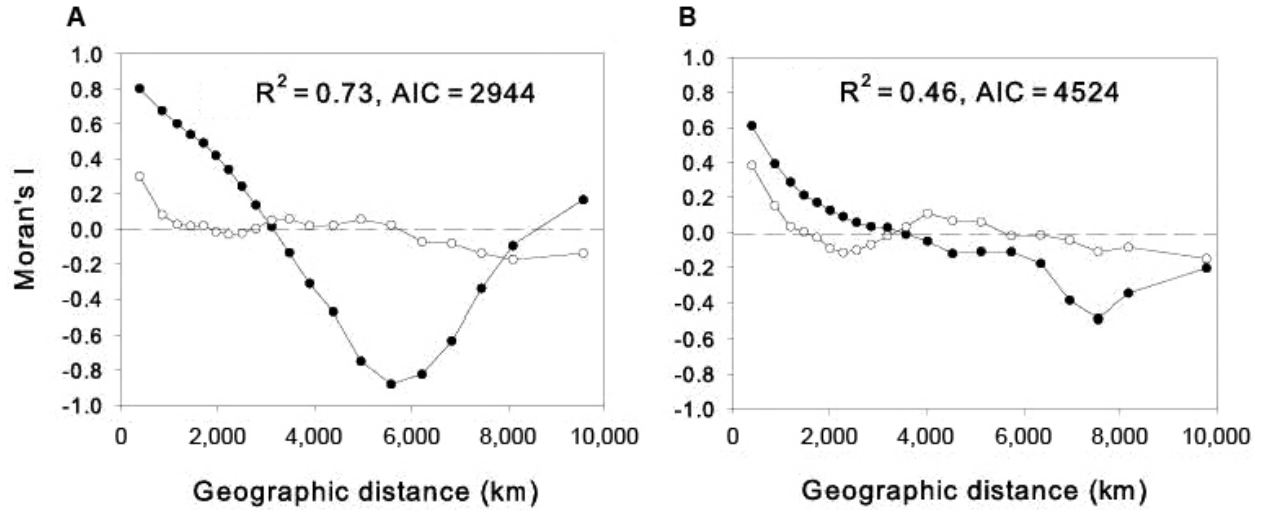 A
R² = 0.73, AIC = 2944
Moran's I
1.0
0.8
0.6
0.4
0.2
0.0
-0.2
-0.4
-0.6
-0.8
-1.0
0 2,000 4,000 6,000 8,000 10,000
Geographic distance (km)
B
R² = 0.46, AIC = 4524
1.0
0.8
0.6
0.4
0.2
0.0
-0.2
-0.4
-0.6
-0.8
-1.0
0 2,000 4,000 6,000 8,000 10,000
Geographic distance (km)